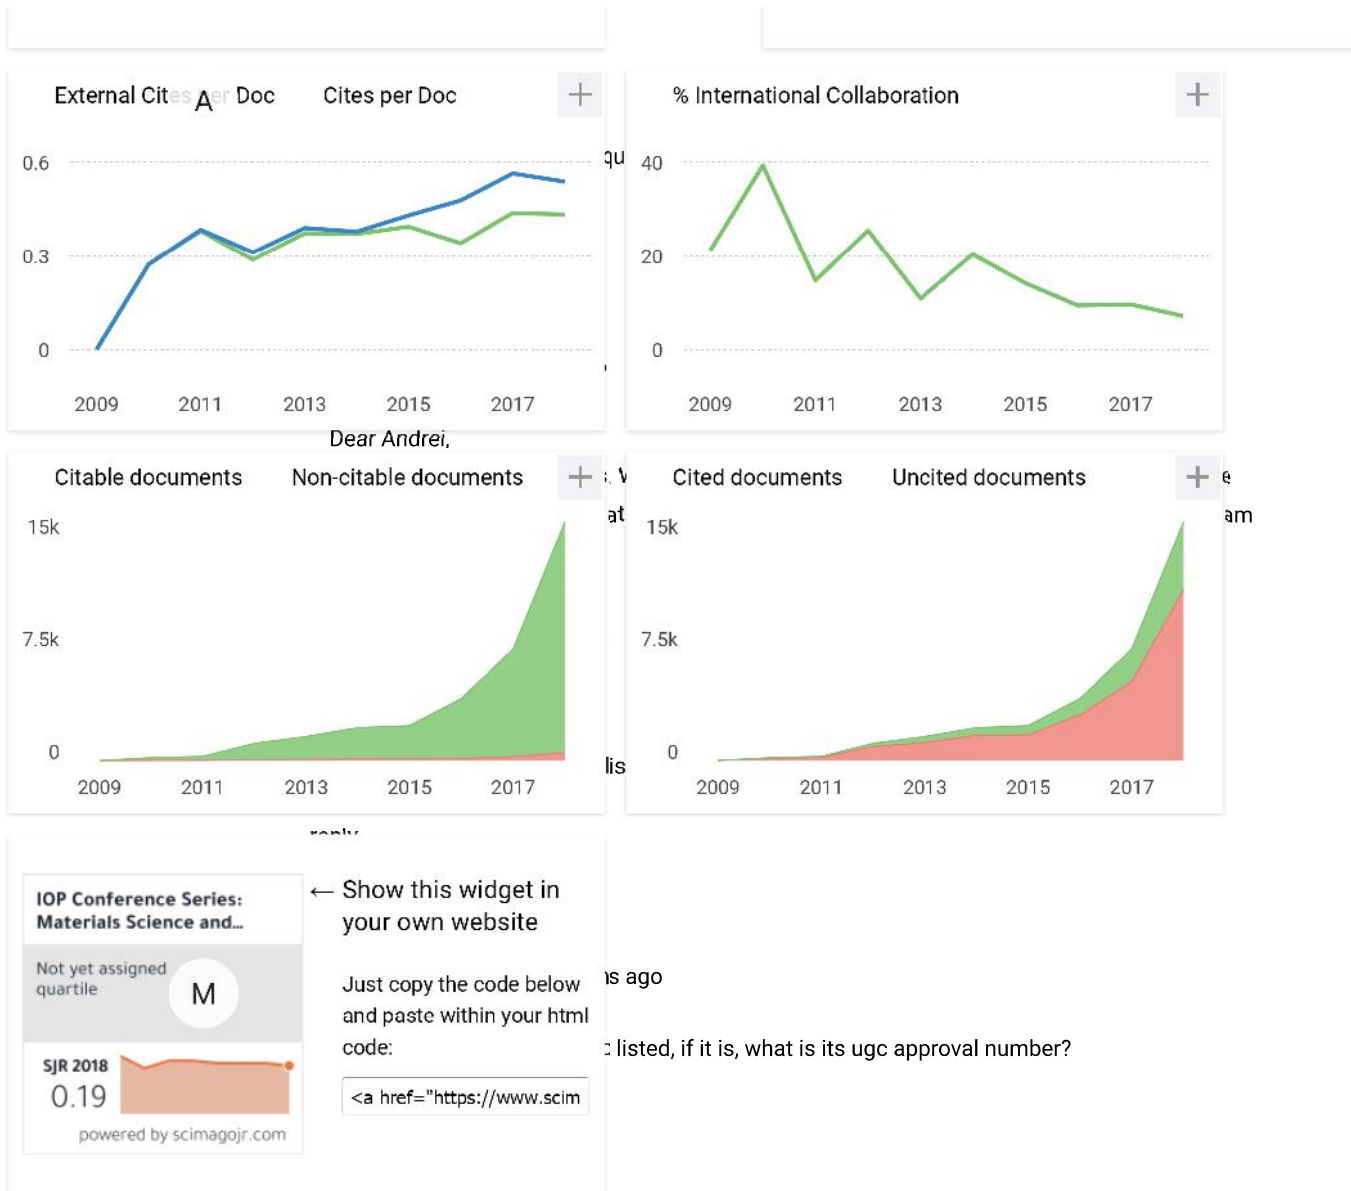 External Cites per Doc Cites per Doc
A
% International Collaboration
0.6
0.3
0
2009 2011 2013 2015 2017
qu
40
20
0
2009 2011 2013 2015 2017
Dear Andrei,
Citable documents Non-citable documents
15k
7.5k
0
2009 2011 2013 2015 2017
at
Cited documents Uncited documents
15k
7.5k
0
2009 2011 2013 2015 2017
e
am
lis
reply
← Show this widget in
your own website
Just copy the code below
and paste within your html
code:
<a href="https://www.scim
IOP Conference Series:
Materials Science and...
Not yet assigned
quartile
M
SJR 2018
0.19
powered by scimagojr.com
s ago
listed, if it is, what is its ugc approval number?